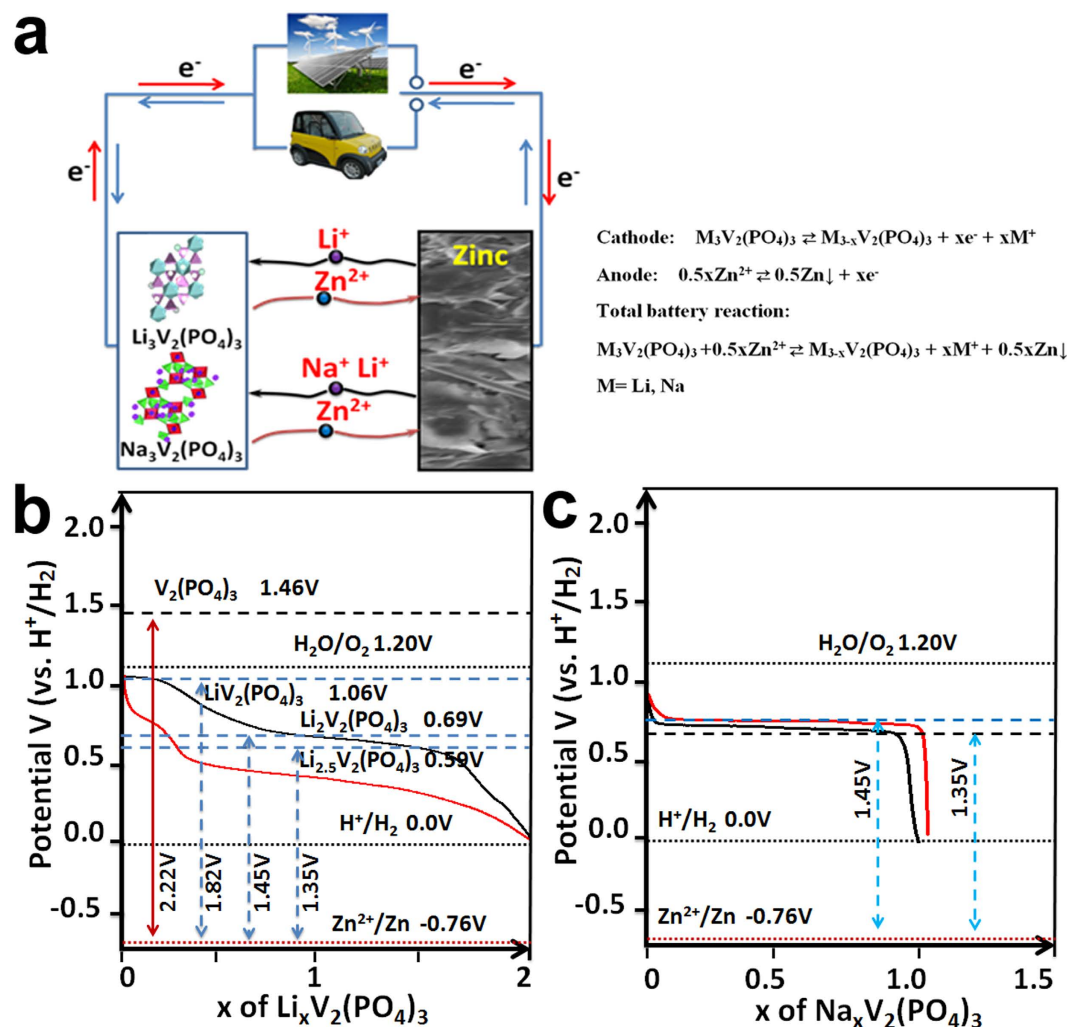 a
e⁻
e⁻
e⁻
e⁻
Li⁺
Zn²⁺
Zinc
Li₃V₂(PO₄)₃
Na⁺ Li⁺
Zn²⁺
Na₃V₂(PO₄)₃
Cathode: M₃V₂(PO₄)₃ ⇄ M₃₋ₓV₂(PO₄)₃ + xe⁻ + xM⁺
Anode: 0.5xZn²⁺ ⇄ 0.5Zn↓ + xe⁻
Total battery reaction:
M₃V₂(PO₄)₃+0.5xZn²⁺ ⇄ M₃₋ₓV₂(PO₄)₃ + xM⁺ + 0.5xZn↓
M= Li, Na
b
Potential V (vs. H⁺/H₂)
2.0
1.5
1.0
0.5
0.0
-0.5
V₂(PO₄)₃ 1.46V
H₂O/O₂ 1.20V
LiV₂(PO₄)₃ 1.06V
Li₂V₂(PO₄)₃ 0.69V
Li₂.₅V₂(PO₄)₃ 0.59V
H⁺/H₂ 0.0V
2.22V
1.82V
1.45V
1.35V
Zn²⁺/Zn -0.76V
0 1 2
x of LiₓV₂(PO₄)₃
c
Potential V (vs. H⁺/H₂)
2.0
1.5
1.0
0.5
0.0
-0.5
H₂O/O₂ 1.20V
1.45V
1.35V
H⁺/H₂ 0.0V
Zn²⁺/Zn -0.76V
0 0.5 1.0 1.5
x of NaₓV₂(PO₄)₃